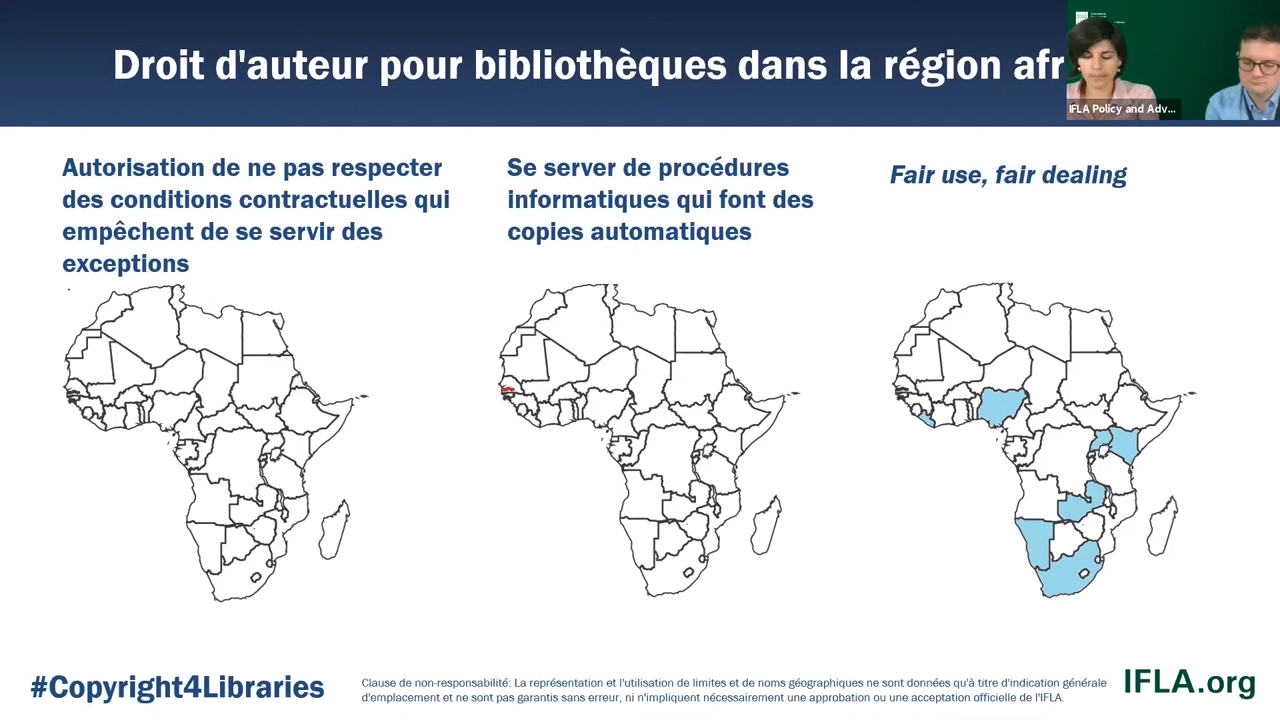 Droit d'auteur pour bibliothèques dans la région afr
IFLA Policy and Adv...
Autorisation de ne pas respecter
des conditions contractuelles qui
empêchent de se servir des
exceptions
Se server de procédures
informatiques qui font des
copies automatiques
Fair use, fair dealing
#Copyright4Libraries
Clause de non-responsabilité: La représentation et l'utilisation de limites et de noms géographiques ne sont données qu'à titre d'indication générale
d'emplacement et ne sont pas garantis sans erreur, ni n'impliquent nécessairement une approbation ou une acceptation officielle de l'IFLA.
IFLA.org